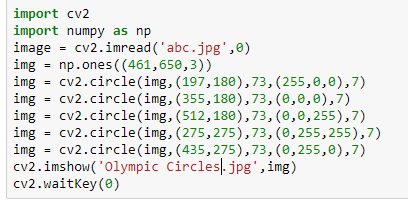 import cv2
import numpy as np
image = cv2.imread('abc.jpg',0)
img = np.ones((461,650,3))
img = cv2.circle(img,(197,180),73,(255,0,0),7)
img = cv2.circle(img,(355,180),73,(0,0,0),7)
img = cv2.circle(img,(512,180),73,(0,0,255),7)
img = cv2.circle(img,(275,275),73,(0,255,255),7)
img = cv2.circle(img,(435,275),73,(0,255,0),7)
cv2.imshow('Olympic Circles.jpg',img)
cv2.waitKey(0)